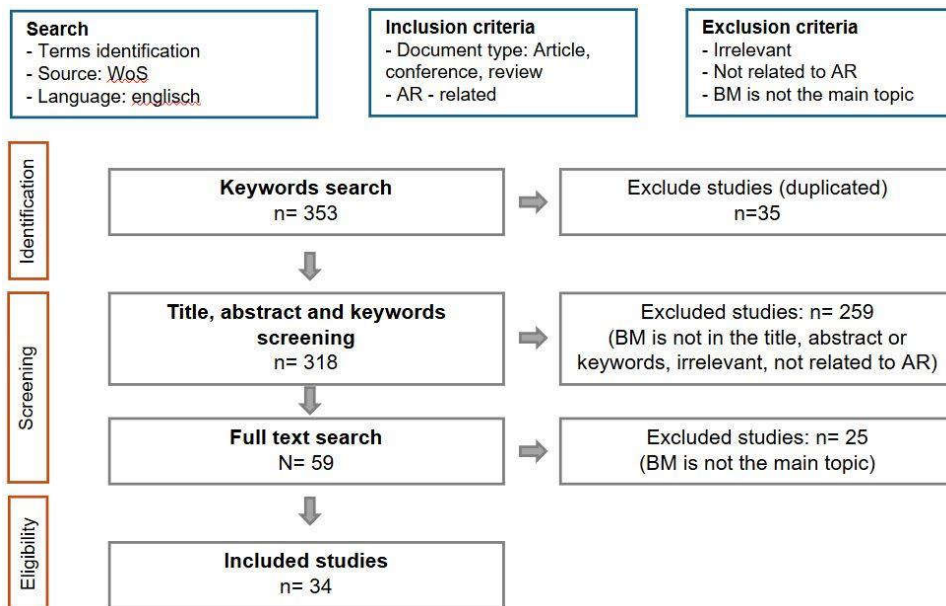 Search
- Terms identification
- Source: WoS
- Language: englisch
Inclusion criteria
- Document type: Article,
conference, review
- AR - related
Exclusion criteria
- Irrelevant
- Not related to AR
- BM is not the main topic
Identification
Keywords search
n= 353
Exclude studies (duplicated)
n=35
Screening
Title, abstract and keywords
screening
n= 318
Excluded studies: n= 259
(BM is not in the title, abstract or
keywords, irrelevant, not related to AR)
Full text search
N= 59
Excluded studies: n= 25
(BM is not the main topic)
Eligibility
Included studies
n= 34